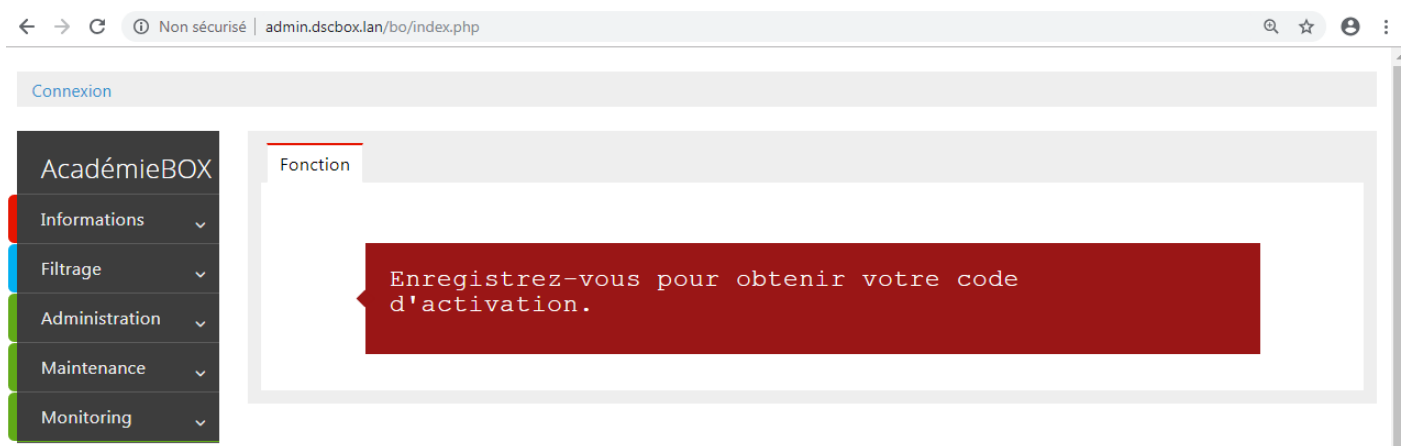 Non sécurisé | admin.dscbox.lan/bo/index.php
Connexion
AcadémieBOX
Fonction
Informations
Filtrage
Administration
Maintenance
Monitoring
Enregistrez-vous pour obtenir votre code
d'activation.